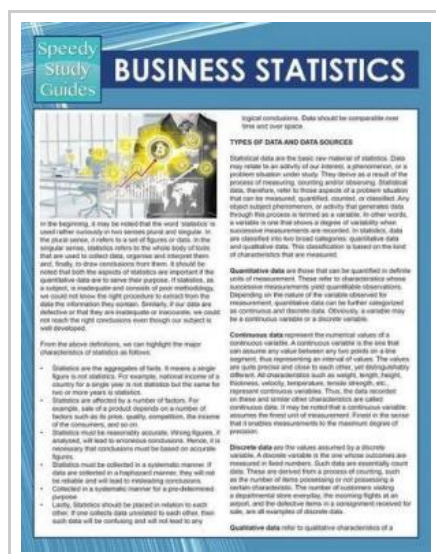 Speedy
Study
Guides
BUSINESS STATISTICS
In the beginning, it may be noted that the word 'statistics' is
used rather curiously in two senses plural and singular. In
the plural sense, it refers to a set of figures or data. In the
singular sense, statistics refers to the whole body of tools
that are used to collect data, organise and interpret them
and, finally, to draw conclusions from them. It should be
noted that both the aspects of statistics are important if the
quantitative data are to serve their purpose. If statistics, as
a subject, is inadequate and consists of poor methodology,
we could not know the right procedure to extract from the
data the information they contain. Similarly, if our data are
defective or that they are inadequate or inaccurate, we could
not reach the right conclusions even though our subject is
well developed.
From the above definitions, we can highlight the major
characteristics of statistics as follows:
• Statistics are the aggregates of facts. It means a single
figure is not statistics. For example, national income of a
country for a single year is not statistics but the same for
two or more years is statistics.
• Statistics are affected by a number of factors. For
example, sale of a product depends on a number of
factors such as its price, quality, competition, the income
of the consumers, and so on.
• Statistics must be reasonably accurate. Wrong figures, if
analysed, will lead to erroneous conclusions. Hence, it is
necessary that conclusions must be based on accurate
figures.
• Statistics must be collected in a systematic manner. If
data are collected in a haphazard manner, they will not
be reliable and will lead to misleading conclusions.
• Collected in a systematic manner for a pre-determined
purpose
• Lastly, Statistics should be placed in relation to each
other. If one collects data unrelated to each other, then
such data will be confusing and will not lead to any
logical conclusions. Data should be comparable over
time and over space.
TYPES OF DATA AND DATA SOURCES
Statistical data are the basic raw material of statistics. Data
may relate to an activity of our interest, a phenomenon, or a
problem situation under study. They derive as a result of the
process of measuring, counting and/or observing. Statistical
data, therefore, refer to those aspects of a problem situation
that can be measured, quantified, counted, or classified. Any
object subject phenomenon, or activity that generates data
through this process is termed as a variable. In other words,
a variable is one that shows a degree of variability when
successive measurements are recorded. In statistics, data
are classified into two broad categories: quantitative data
and qualitative data. This classification is based on the kind
of characteristics that are measured.
Quantitative data are those that can be quantified in definite
units of measurement. These refer to characteristics whose
successive measurements yield quantifiable observations.
Depending on the nature of the variable observed for
measurement, quantitative data can be further categorized
as continuous and discrete data. Obviously, a variable may
be a continuous variable or a discrete variable.
Continuous data represent the numerical values of a
continuous variable. A continuous variable is the one that
can assume any value between any two points on a line
segment, thus representing an interval of values. The values
are quite precise and close to each other, yet distinguishably
different. All characteristics such as weight, length, height,
thickness, velocity, temperature, tensile strength, etc.,
represent continuous variables. Thus, the data recorded
on these and similar other characteristics are called
continuous data. It may be noted that a continuous variable
assumes the finest unit of measurement. Finest in the sense
that it enables measurements to the maximum degree of
precision.
Discrete data are the values assumed by a discrete
variable. A discrete variable is the one whose outcomes are
measured in fixed numbers. Such data are essentially count
data. These are derived from a process of counting, such
as the number of items possessing or not possessing a
certain characteristic. The number of customers visiting
a departmental store everyday, the incoming flights at an
airport, and the defective items in a consignment received for
sale, are all examples of discrete data.
Qualitative data refer to qualitative characteristics of a